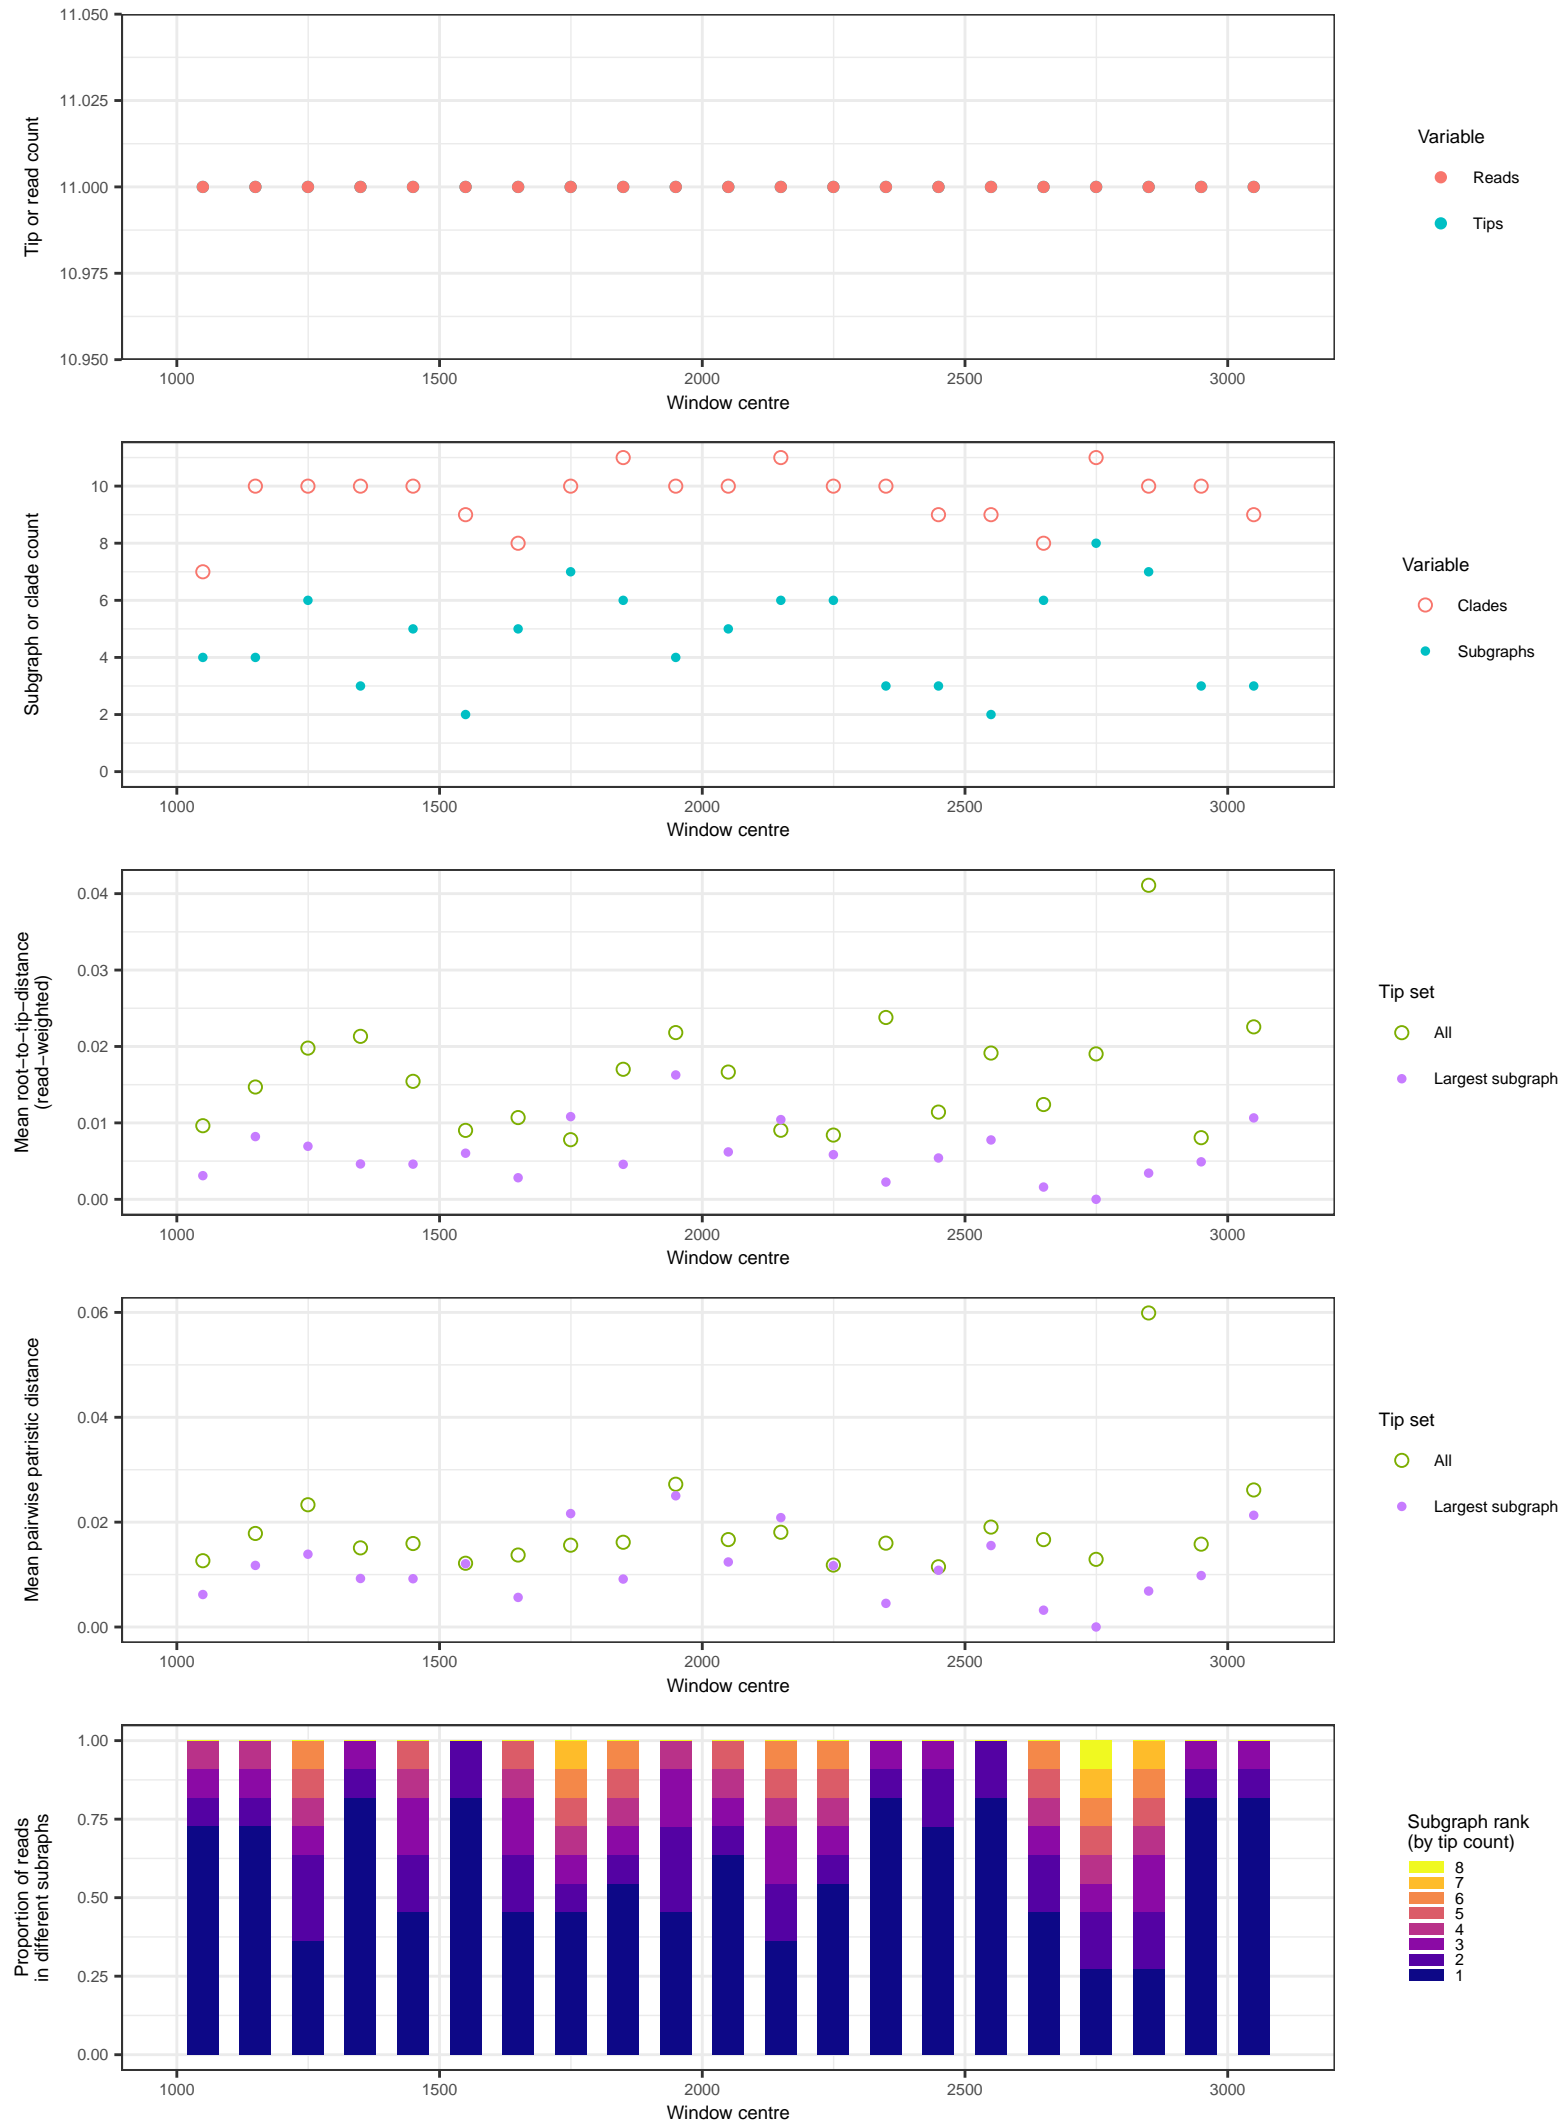 11.050
11.025
11.000
10.975
10.950
Tip or read count
1000 1500 2000 2500 3000
Window centre
Variable
Reads
Tips
10
8
6
4
2
0
Subgraph or clade count
1000 1500 2000 2500 3000
Window centre
Variable
Clades
Subgraphs
0.04
0.03
0.02
0.01
0.00
Mean root−to−tip−distance
(read−weighted)
1000 1500 2000 2500 3000
Window centre
Tip set
All
Largest subgraph
0.06
0.04
0.02
0.00
Mean pairwise patristic distance
1000 1500 2000 2500 3000
Window centre
Tip set
All
Largest subgraph
1.00
0.75
0.50
0.25
0.00
Proportion of reads
in different subraphs
1000 1500 2000 2500 3000
Window centre
Subgraph rank
(by tip count)
8
7
6
5
4
3
2
1